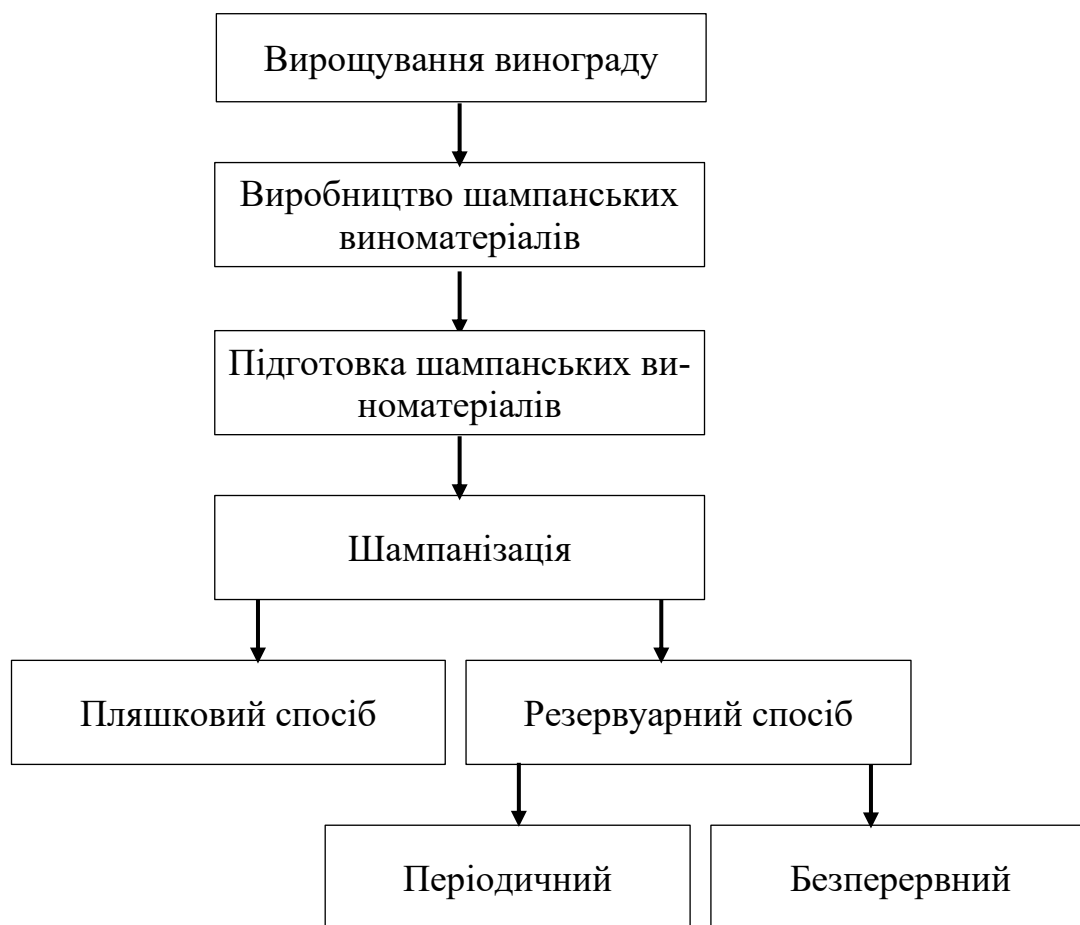 Вирощування винограду
Виробництво шампанських
виноматеріалів
Підготовка шампанських ви-
номатеріалів
Шампанізація
Пляшковий спосіб
Резервуарний спосіб
Періодичний
Безперервний